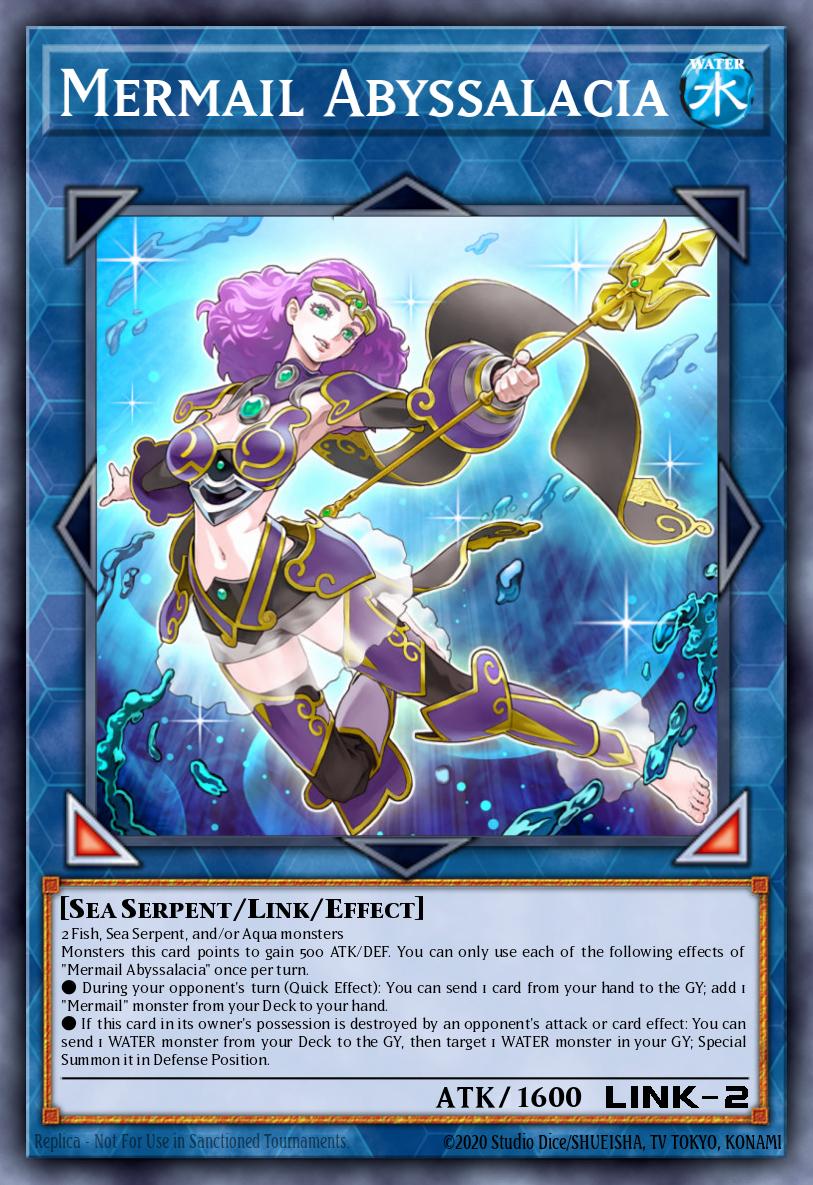 Mermail Abyssalacia
WATER
水
[Sea Serpent/Link/Effect]
2 Fish, Sea Serpent, and/or Aqua monsters
Monsters this card points to gain 500 ATK/DEF. You can only use each of the following effects of
"Mermail Abyssalacia" once per turn.
● During your opponent's turn (Quick Effect): You can send 1 card from your hand to the GY; add 1
"Mermail" monster from your Deck to your hand.
● If this card in its owner's possession is destroyed by an opponent's attack or card effect: You can
send 1 WATER monster from your Deck to the GY, then target 1 WATER monster in your GY; Special
Summon it in Defense Position.
ATK/1600 LINK-2
Replica - Not For Use in Sanctioned Tournaments.
©2020 Studio Dice/SHUEISHA, TV TOKYO, KONAMI